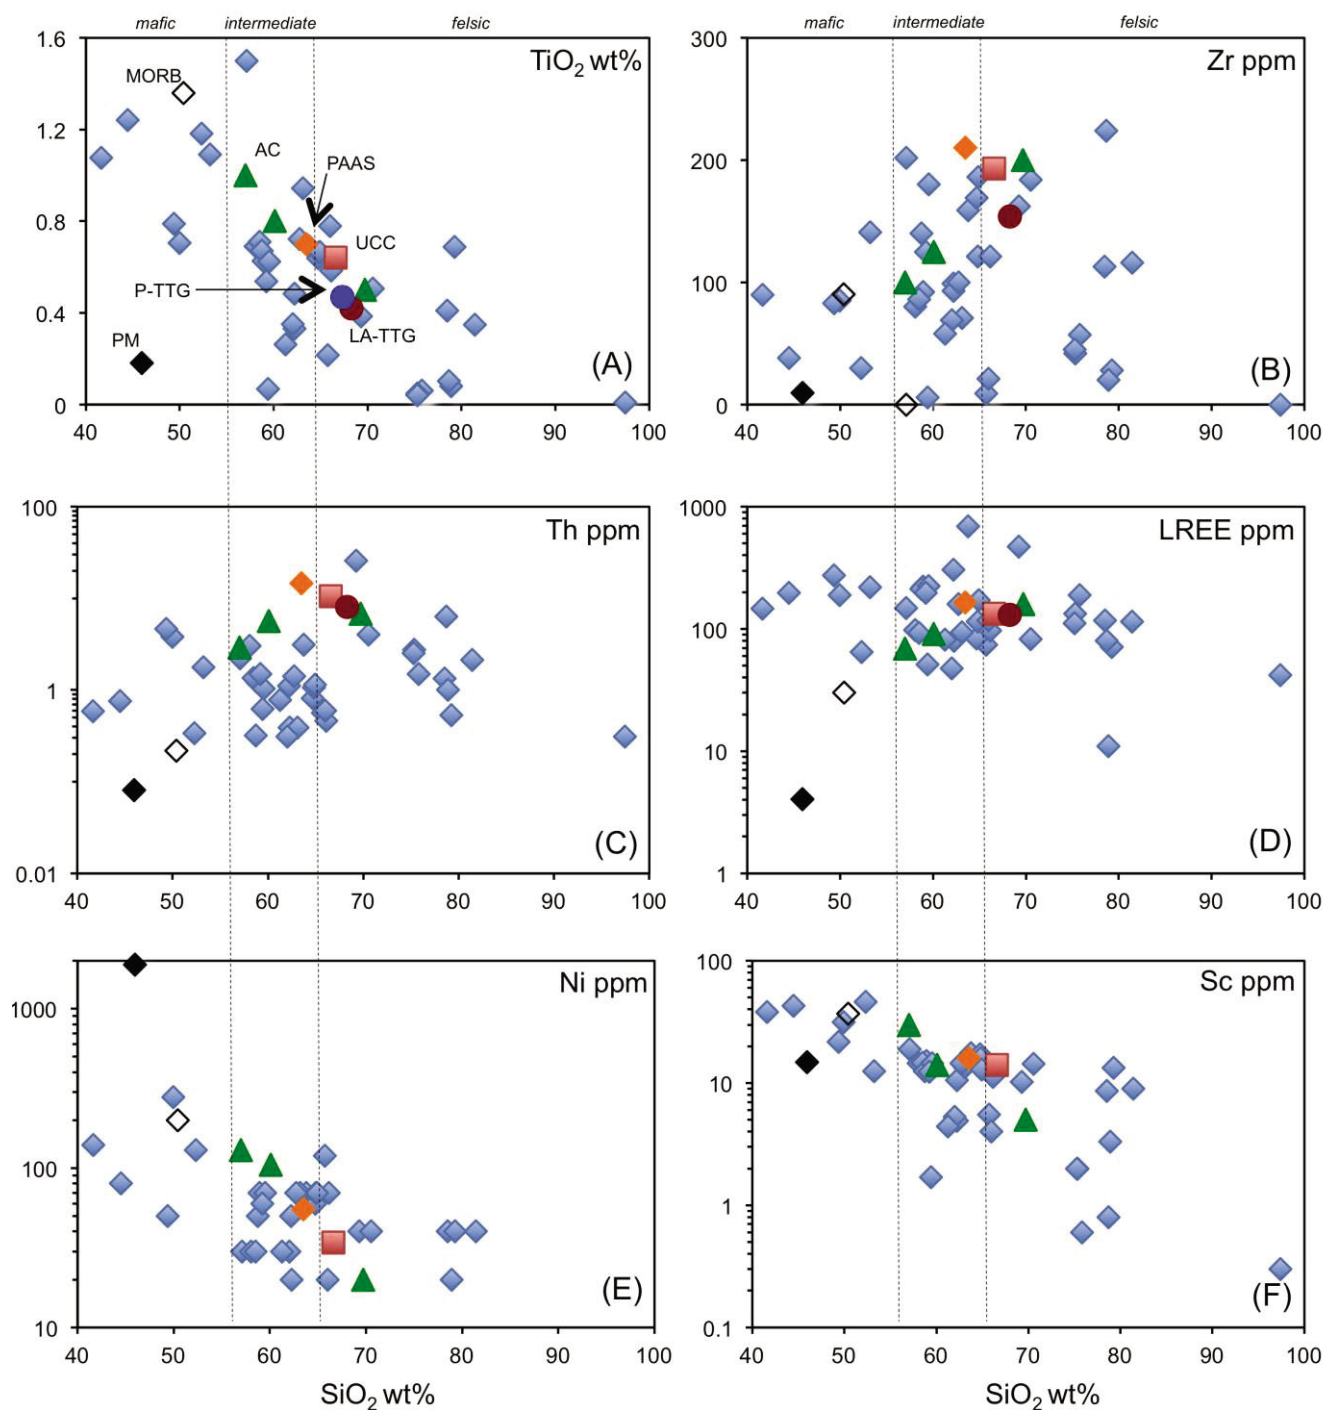 mafic intermediate felsic
mafic intermediate felsic
1.6
1.2
0.8
0.4
0
TiO2 wt%
MORB
AC
PAAS
UCC
P-TTG
LA-TTG
PM
(A)
40 50 60 70 80 90 100
300
200
100
0
Zr ppm
(B)
40 50 60 70 80 90 100
100
1
0.01
Th ppm
(C)
40 50 60 70 80 90 100
1000
100
10
1
LREE ppm
(D)
40 50 60 70 80 90 100
1000
100
10
Ni ppm
(E)
40 50 60 70 80 90 100
SiO2 wt%
100
10
1
0.1
Sc ppm
(F)
40 50 60 70 80 90 100
SiO2 wt%